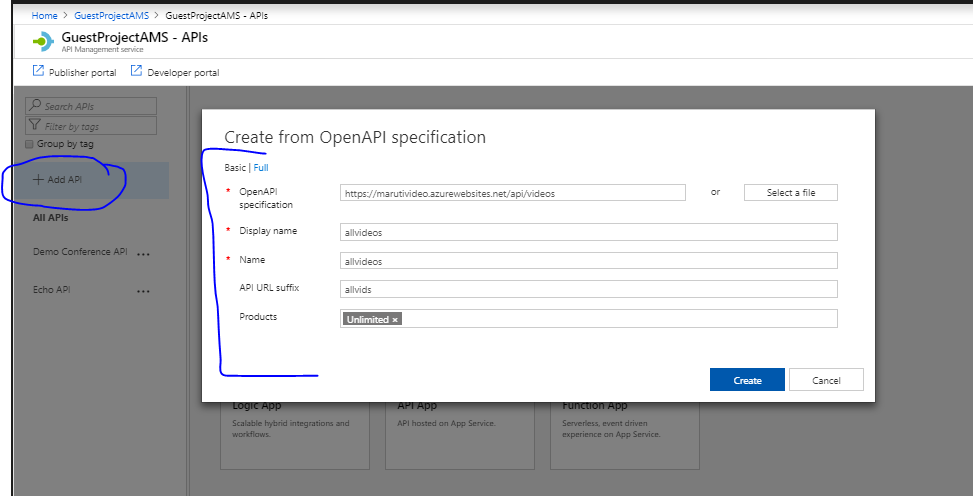 Home > GuestProjectAMS > GuestProjectAMS - APIs
GuestProjectAMS - APIs
API Management service
Publisher portal Developer portal
Search APIs
Filter by tags
Group by tag
+ Add API
All APIs
Demo Conference API ...
Echo API ...
Create from OpenAPI specification
Basic | Full
* OpenAPI specification https://marutivideo.azurewebsites.net/api/videos or Select a file
* Display name allvideos
* Name allvideos
API URL suffix allvids
Products Unlimited ×
Create Cancel
Logic App API App Function App
Scalable hybrid integrations and API hosted on App Service. Serverless, event driven
workflows. experience on App Service.